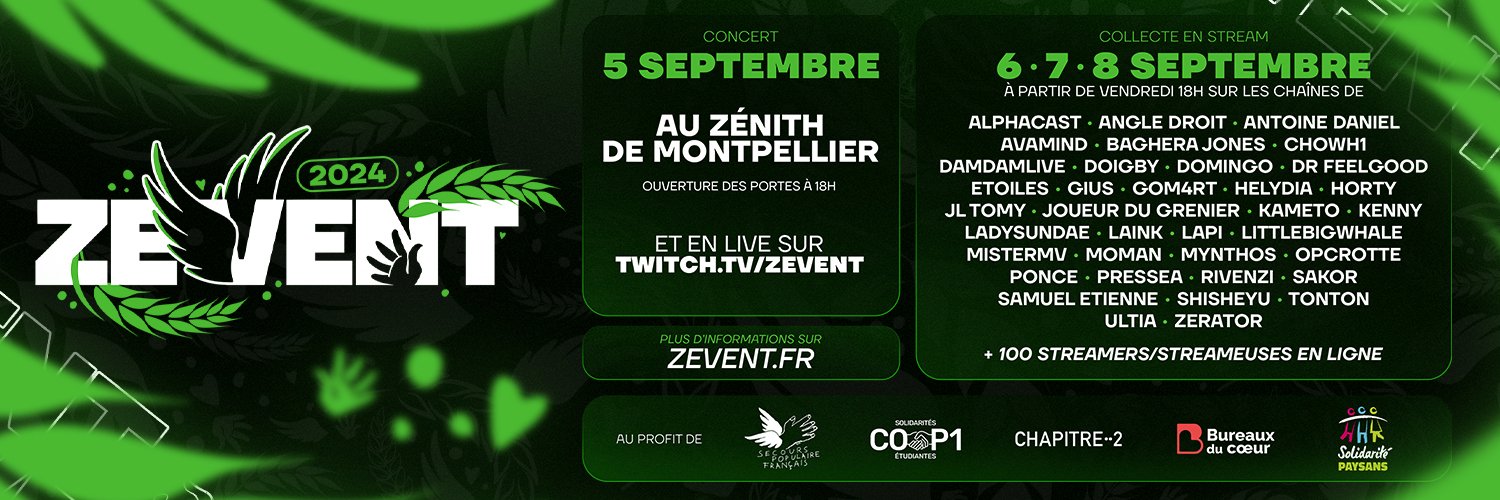 2024
ZEVENT
CONCERT
5 SEPTEMBRE
AU ZÉNITH
DE MONTPELLIER
OUVERTURE DES PORTES À 18H
ET EN LIVE SUR
TWITCH.TV/ZEVENT
PLUS D'INFORMATIONS SUR
ZEVENT.FR
COLLECTE EN STREAM
6 • 7 • 8 SEPTEMBRE
À PARTIR DE VENDREDI 18H SUR LES CHAÎNES DE
ALPHACAST • ANGLE DROIT • ANTOINE DANIEL
AVAMIND • BAGHERA JONES • CHOWH1
DAMDAMLIVE • DOIGBY • DOMINGO • DR FEELGOOD
ETOILES • GIUS • GOM4RT • HELYDIA • HORTY
JL TOMY • JOUEUR DU GRENIER • KAMETO • KENNY
LADYSUNDAE • LAINK • LAPI • LITTLEBIGWHALE
MISTERMV • MOMAN • MYNTHOS • OPCROTTE
PONCE • PRESSEA • RIVENZI • SAKOR
SAMUEL ETIENNE • SHISHEYU • TONTON
ULTIA • ZERATOR
+ 100 STREAMERS/STREAMEUSES EN LIGNE
AU PROFIT DE
SECOURS
POPULAIRE
FRANÇAIS
SOLIDARITÉS
COP1
ÉTUDIANTES
CHAPITRE••2
Bureaux
du cœur
Solidarité
PAYSANS